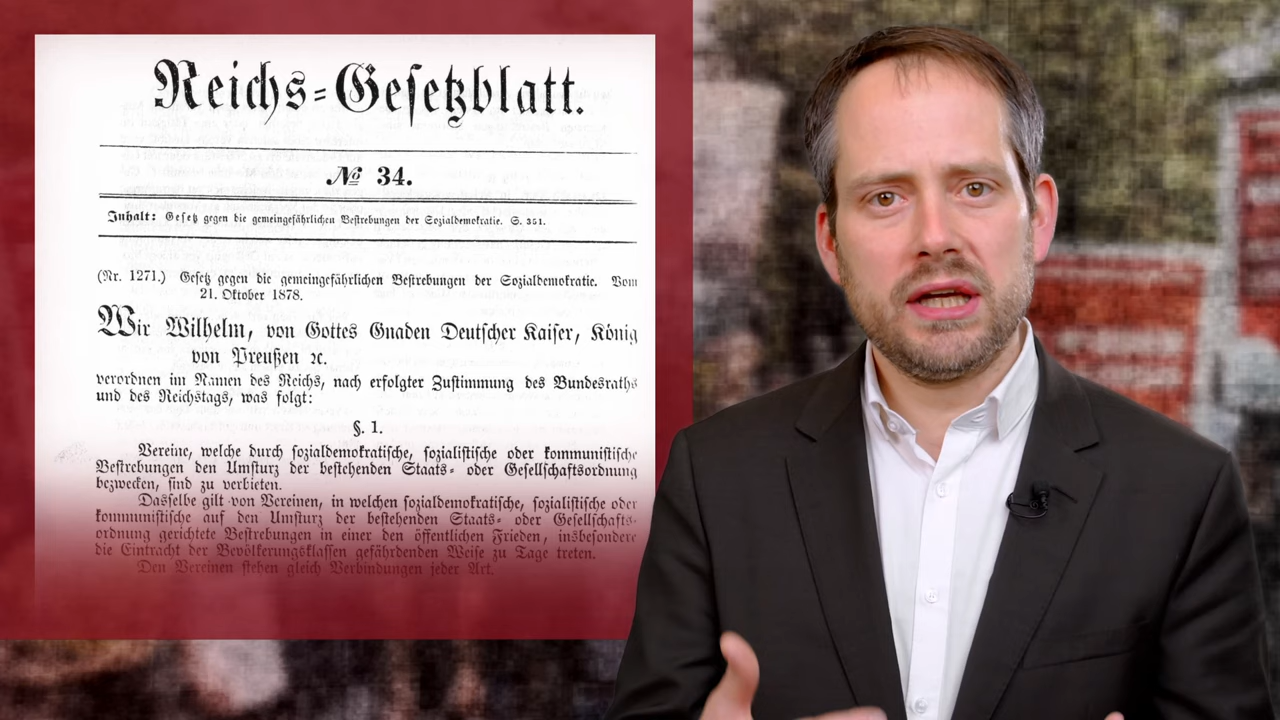 Reichs-Gesetzblatt.
№ 34.
Inhalt: Gesetz gegen die gemeingefährlichen Bestrebungen der Sozialdemokratie. S. 351.
(Nr. 1271.) Gesetz gegen die gemeingefährlichen Bestrebungen der Sozialdemokratie. Vom
21. Oktober 1878.
Wir Wilhelm, von Gottes Gnaden Deutscher Kaiser, König
von Preußen ꝛc.
verordnen im Namen des Reichs, nach erfolgter Zustimmung des Bundesraths
und des Reichstags, was folgt:
§. 1.
Vereine, welche durch sozialdemokratische, sozialistische oder kommunistische
Bestrebungen den Umsturz der bestehenden Staats- oder Gesellschaftsordnung
bezwecken, sind zu verbieten.
Dasselbe gilt von Vereinen, in welchen sozialdemokratische, sozialistische oder
kommunistische auf den Umsturz der bestehenden Staats- oder Gesellschafts-
ordnung gerichtete Bestrebungen in einer den öffentlichen Frieden, insbesondere
die Eintracht der Bevölkerungsklassen gefährdenden Weise zu Tage treten.
Den Vereinen stehen gleich Verbindungen jeder Art.